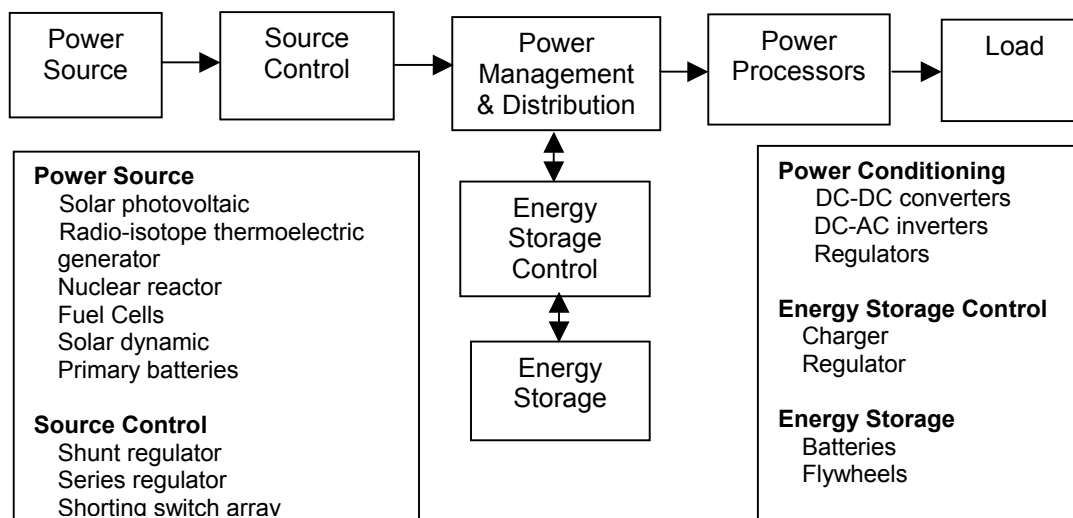 Power
Source
Source
Control
Power
Management
& Distribution
Power
Processors
Load
Energy
Storage
Control
Energy
Storage
Power Source
Solar photovoltaic
Radio-isotope thermoelectric
generator
Nuclear reactor
Fuel Cells
Solar dynamic
Primary batteries
Source Control
Shunt regulator
Series regulator
Shorting switch array
Power Conditioning
DC-DC converters
DC-AC inverters
Regulators
Energy Storage Control
Charger
Regulator
Energy Storage
Batteries
Flywheels